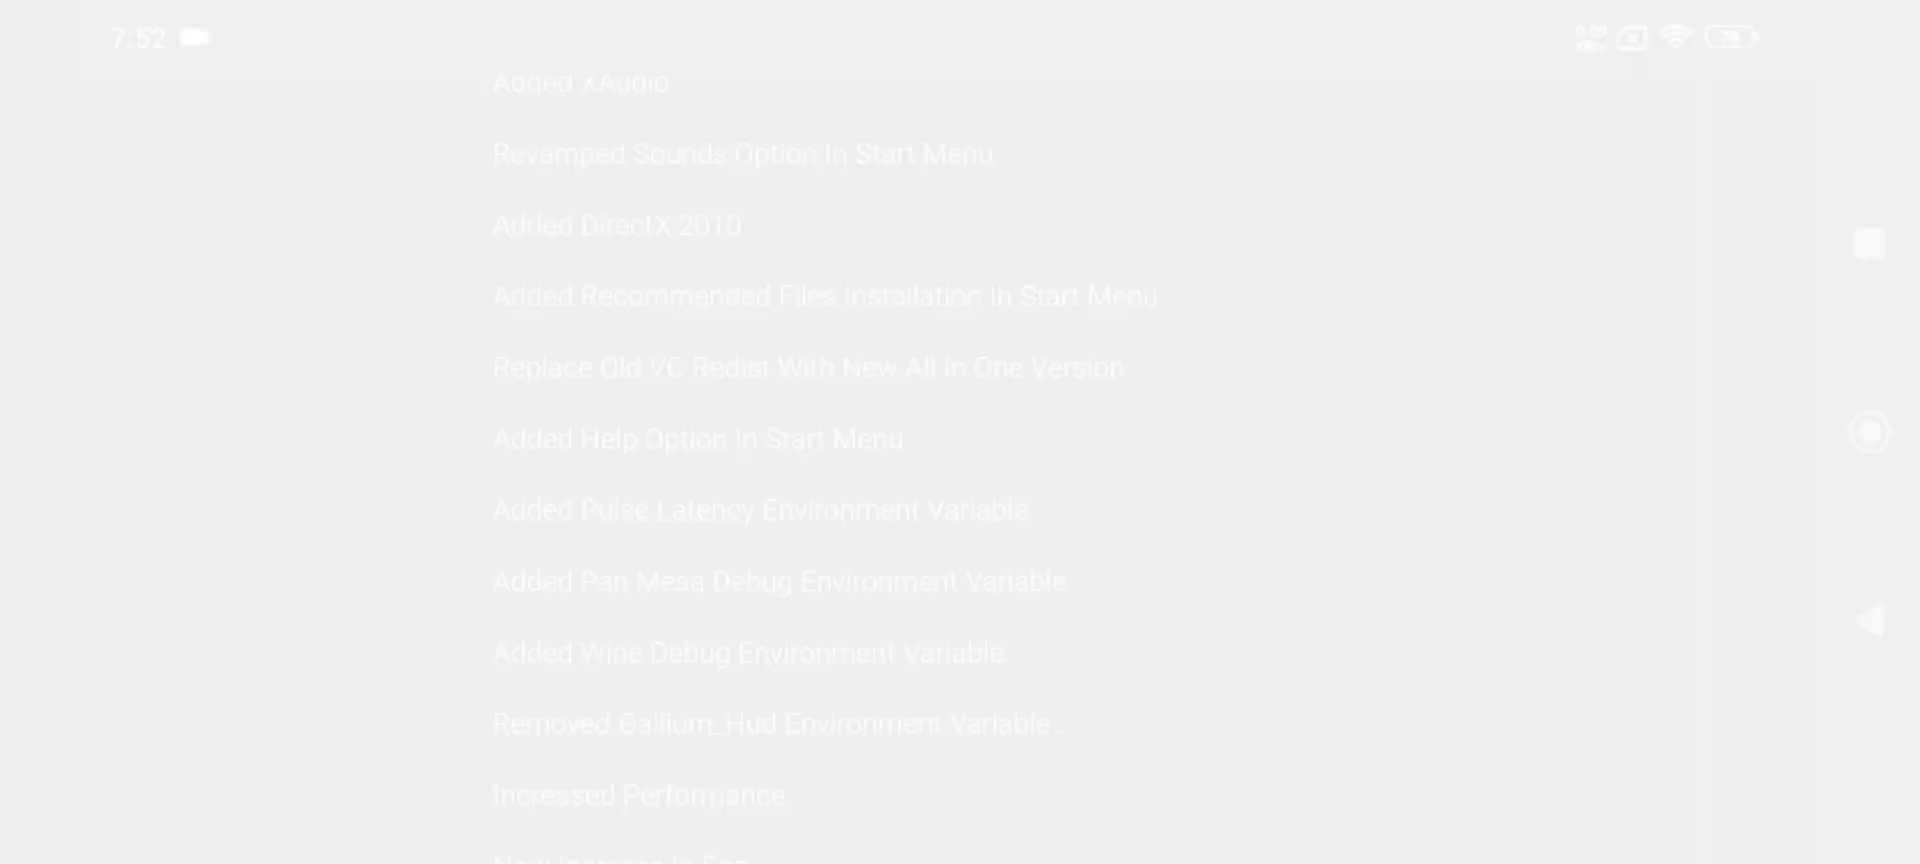 7:52
Added XAudio
Revamped Sounds Option In Start Menu
Added DirectX 2010
Added Recommended Files Installation In Start Menu
Replace Old VC Redist With New All In One Version
Added Help Option In Start Menu
Added Pulse Latency Environment Variable
Added Pan Mesa Debug Environment Variable
Added Wine Debug Environment Variable.
Removed Gallium_Hud Environment Variable.
Increased Performance